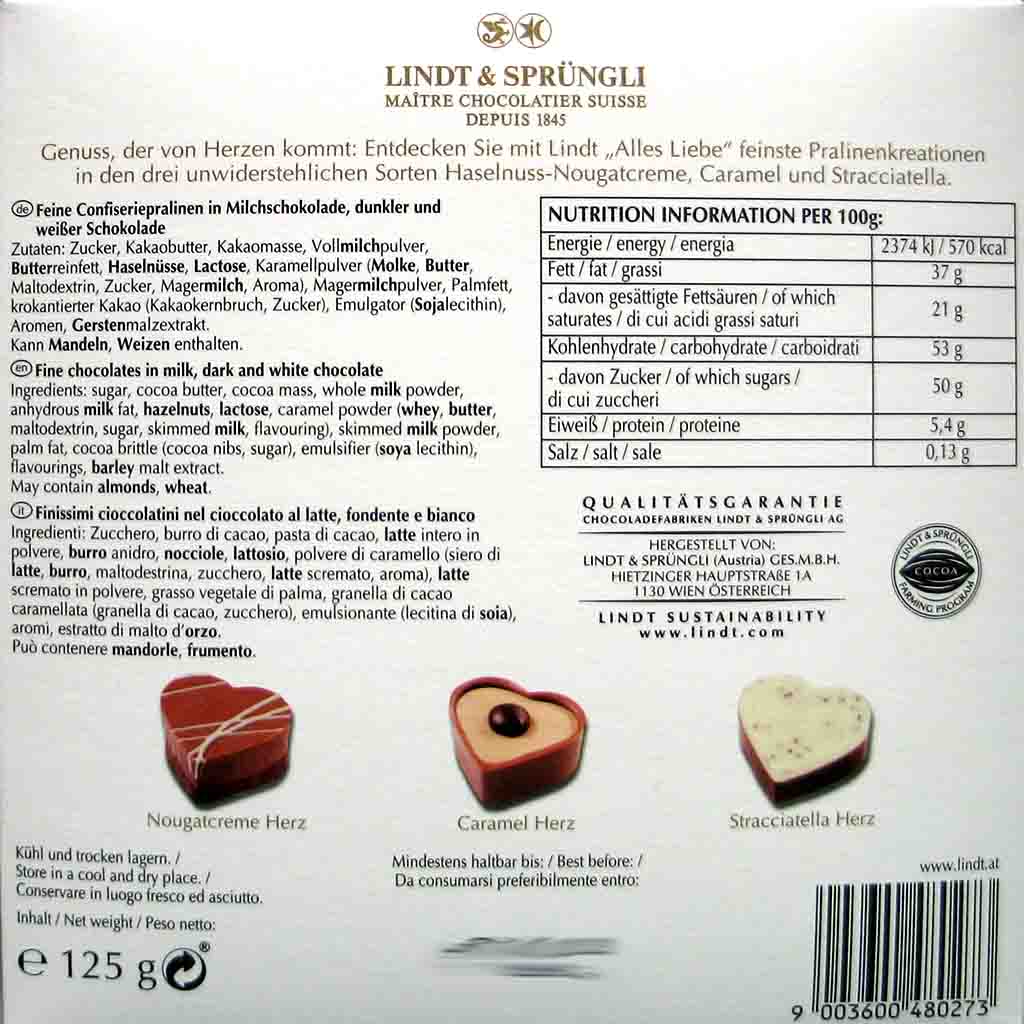 LINDT & SPRÜNGLI
MAÎTRE CHOCOLATIER SUISSE
DEPUIS 1845
Genuss, der von Herzen kommt: Entdecken Sie mit Lindt „Alles Liebe“ feinste Pralinenkreationen
in den drei unwiderstehlichen Sorten Haselnuss-Nougatcreme, Caramel und Stracciatella.
de Feine Confiseriepralinen in Milchschokolade, dunkler und
weißer Schokolade
Zutaten: Zucker, Kakaobutter, Kakaomasse, Vollmilchpulver,
Butterreinfett, Haselnüsse, Lactose, Karamellpulver (Molke, Butter,
Maltodextrin, Zucker, Magermilch, Aroma), Magermilchpulver, Palmfett,
krokantierter Kakao (Kakaokernbruch, Zucker), Emulgator (Sojalecithin),
Aromen, Gerstenmalzextrakt.
Kann Mandeln, Weizen enthalten.
en Fine chocolates in milk, dark and white chocolate
Ingredients: sugar, cocoa butter, cocoa mass, whole milk powder,
anhydrous milk fat, hazelnuts, lactose, caramel powder (whey, butter,
maltodextrin, sugar, skimmed milk, flavouring), skimmed milk powder,
palm fat, cocoa brittle (cocoa nibs, sugar), emulsifier (soya lecithin),
flavourings, barley malt extract.
May contain almonds, wheat.
it Finissimi cioccolatini nel cioccolato al latte, fondente e bianco
Ingredienti: Zucchero, burro di cacao, pasta di cacao, latte intero in
polvere, burro anidro, nocciole, lattosio, polvere di caramello (siero di
latte, burro, maltodestrina, zucchero, latte scremato, aroma), latte
scremato in polvere, grasso vegetale di palma, granella di cacao
caramellata (granella di cacao, zucchero), emulsionante (lecitina di soia),
aromi, estratto di malto d'orzo.
Può contenere mandorle, frumento.
NUTRITION INFORMATION PER 100g:
Energie / energy / energia 2374 kJ / 570 kcal
Fett / fat / grassi 37 g
- davon gesättigte Fettsäuren / of which
saturates / di cui acidi grassi saturi 21 g
Kohlenhydrate / carbohydrate / carboidrati 53 g
- davon Zucker / of which sugars /
di cui zuccheri 50 g
Eiweiß / protein / proteine 5,4 g
Salz / salt / sale 0,13 g
QUALITÄTSGARANTIE
CHOCOLADEFABRIKEN LINDT & SPRÜNGLI AG
HERGESTELLT VON:
LINDT & SPRÜNGLI (Austria) GES.M.B.H.
HIETZINGER HAUPTSTRAßE 1A
1130 WIEN ÖSTERREICH
LINDT SUSTAINABILITY
www.lindt.com
LINDT & SPRÜNGLI
COCOA
FARMING PROGRAM
Nougatcreme Herz
Caramel Herz
Stracciatella Herz
Kühl und trocken lagern. /
Store in a cool and dry place. /
Conservare in luogo fresco ed asciutto.
Inhalt / Net weight / Peso netto:
℮ 125 g ®
Mindestens haltbar bis: / Best before: /
Da consumarsi preferibilmente entro:
www.lindt.at
9 003600 480273